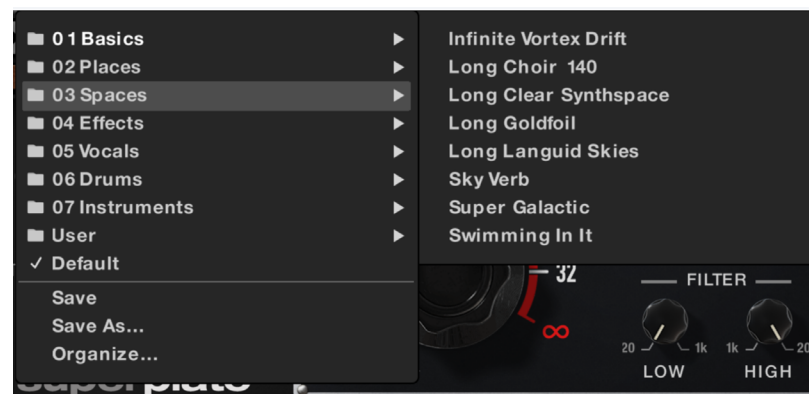 01 Basics
02 Places
03 Spaces
04 Effects
05 Vocals
06 Drums
07 Instruments
User
✓ Default
Save
Save As...
Organize...
Infinite Vortex Drift
Long Choir 140
Long Clear Synthspace
Long Goldfoil
Long Languid Skies
Sky Verb
Super Galactic
Swimming In It
32
∞
FILTER
20
1k
1k
20
LOW
HIGH